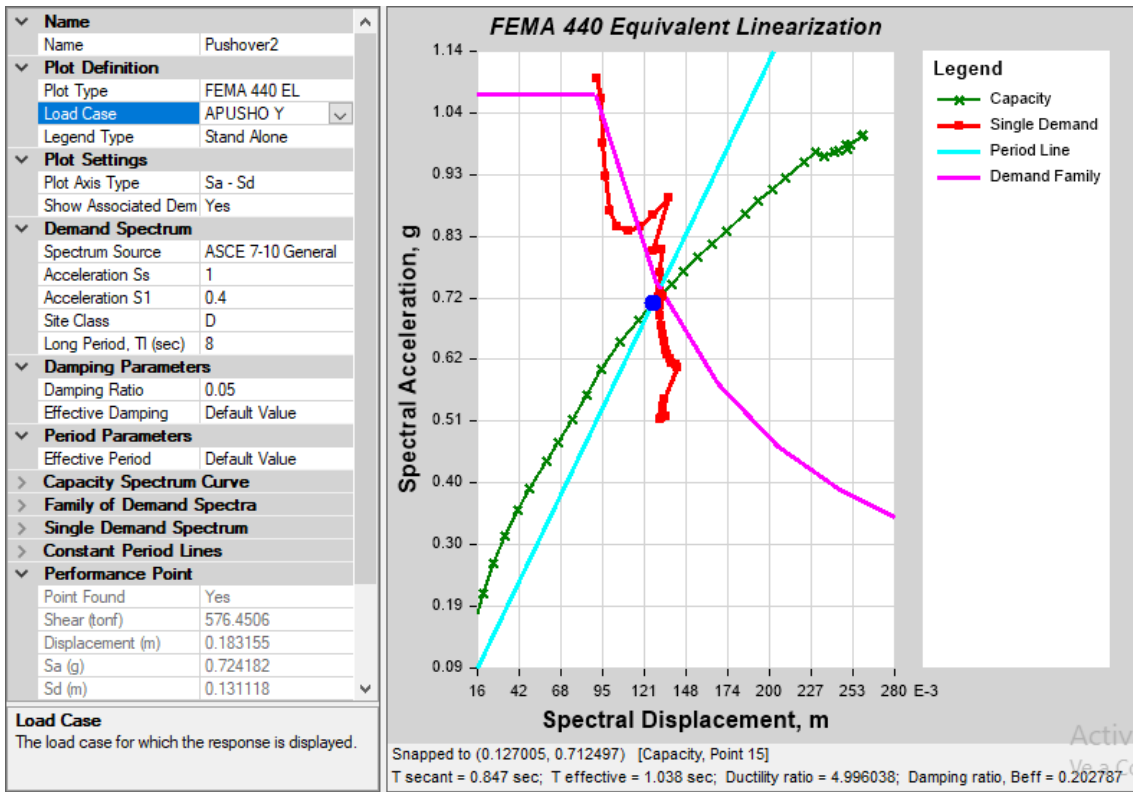 Name
Name Pushover2
Plot Definition
Plot Type FEMA 440 EL
Load Case APUSHO Y
Legend Type Stand Alone
Plot Settings
Plot Axis Type Sa - Sd
Show Associated Dem Yes
Demand Spectrum
Spectrum Source ASCE 7-10 General
Acceleration Ss 1
Acceleration S1 0.4
Site Class D
Long Period, Tl (sec) 8
Damping Parameters
Damping Ratio 0.05
Effective Damping Default Value
Period Parameters
Effective Period Default Value
Capacity Spectrum Curve
Family of Demand Spectra
Single Demand Spectrum
Constant Period Lines
Performance Point
Point Found Yes
Shear (tonf) 576.4506
Displacement (m) 0.183155
Sa (g) 0.724182
Sd (m) 0.131118
Load Case
The load case for which the response is displayed.
FEMA 440 Equivalent Linearization
Spectral Acceleration, g
1.14
1.04
0.93
0.83
0.72
0.62
0.51
0.40
0.30
0.19
0.09
16 42 68 95 121 148 174 200 227 253 280 E-3
Spectral Displacement, m
Legend
Capacity
Single Demand
Period Line
Demand Family
Snapped to (0.127005, 0.712497) [Capacity, Point 15]
T secant = 0.847 sec; T effective = 1.038 sec; Ductility ratio = 4.996038; Damping ratio, Beff = 0.202787
Activ
Ve a Co